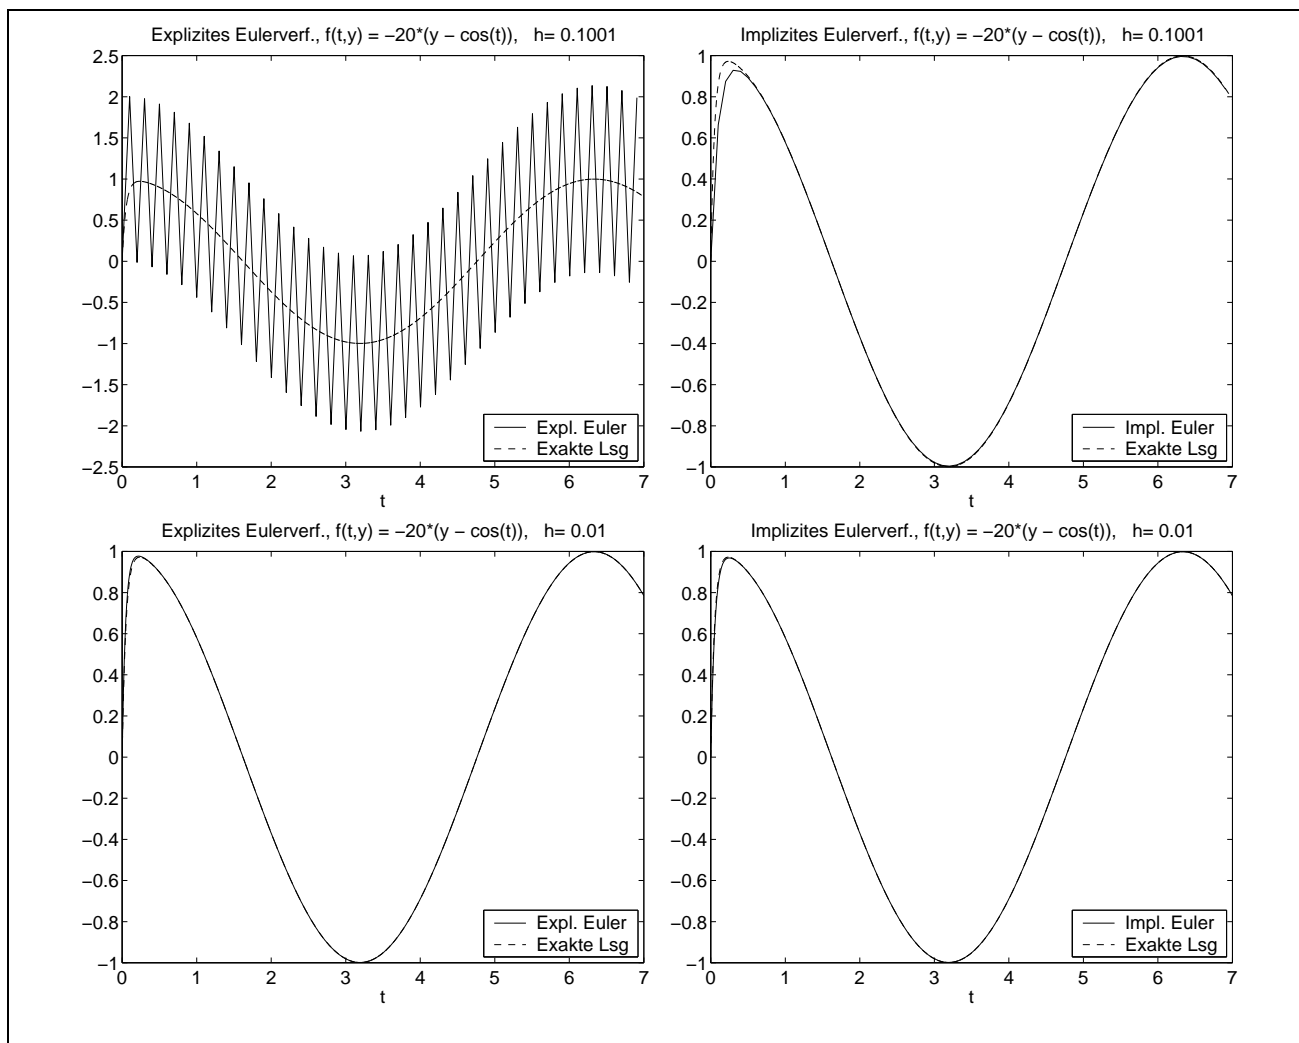 Explizites Eulerverf., f(t,y) = −20*(y − cos(t)),   h= 0.1001
2.5
2
1.5
1
0.5
0
−0.5
−1
−1.5
−2
−2.5
0 1 2 3 4 5 6 7
t
Expl. Euler
Exakte Lsg
Implizites Eulerverf., f(t,y) = −20*(y − cos(t)),   h= 0.1001
1
0.8
0.6
0.4
0.2
0
−0.2
−0.4
−0.6
−0.8
−1
0 1 2 3 4 5 6 7
t
Impl. Euler
Exakte Lsg
Explizites Eulerverf., f(t,y) = −20*(y − cos(t)),   h= 0.01
1
0.8
0.6
0.4
0.2
0
−0.2
−0.4
−0.6
−0.8
−1
0 1 2 3 4 5 6 7
t
Expl. Euler
Exakte Lsg
Implizites Eulerverf., f(t,y) = −20*(y − cos(t)),   h= 0.01
1
0.8
0.6
0.4
0.2
0
−0.2
−0.4
−0.6
−0.8
−1
0 1 2 3 4 5 6 7
t
Impl. Euler
Exakte Lsg